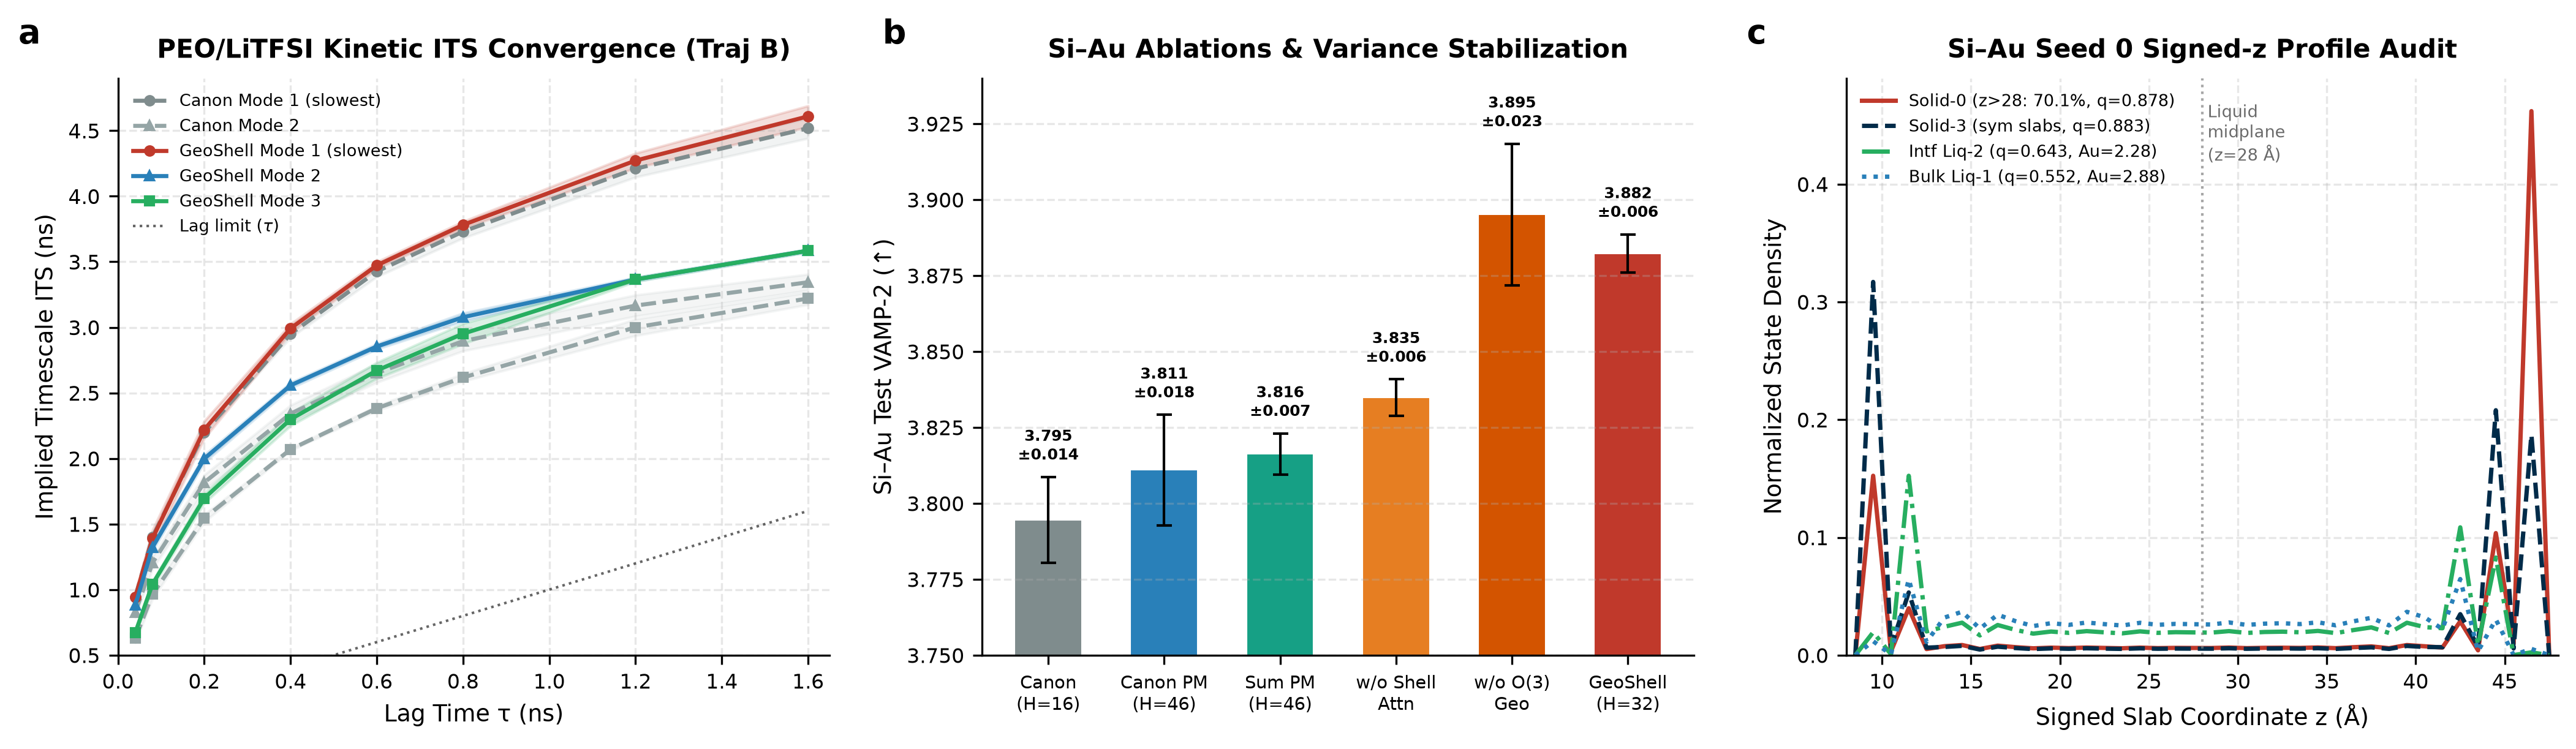 a
PEO/LiTFSI Kinetic ITS Convergence (Traj B)
Implied Timescale ITS (ns)
4.5
4.0
3.5
3.0
2.5
2.0
1.5
1.0
0.5
Canon Mode 1 (slowest)
Canon Mode 2
GeoShell Mode 1 (slowest)
GeoShell Mode 2
GeoShell Mode 3
Lag limit (τ)
0.0 0.2 0.4 0.6 0.8 1.0 1.2 1.4 1.6
Lag Time τ (ns)
b
Si–Au Ablations & Variance Stabilization
Si–Au Test VAMP-2 (↑)
3.925
3.900
3.875
3.850
3.825
3.800
3.775
3.750
3.795
±0.014
3.811
±0.018
3.816
±0.007
3.835
±0.006
3.895
±0.023
3.882
±0.006
Canon
(H=16)
Canon PM
(H=46)
Sum PM
(H=46)
w/o Shell
Attn
w/o O(3)
Geo
GeoShell
(H=32)
c
Si–Au Seed 0 Signed-z Profile Audit
Normalized State Density
0.4
0.3
0.2
0.1
0.0
Solid-0 (z>28: 70.1%, q=0.878)
Solid-3 (sym slabs, q=0.883)
Intf Liq-2 (q=0.643, Au=2.28)
Bulk Liq-1 (q=0.552, Au=2.88)
Liquid
midplane
(z=28 Å)
10 15 20 25 30 35 40 45
Signed Slab Coordinate z (Å)